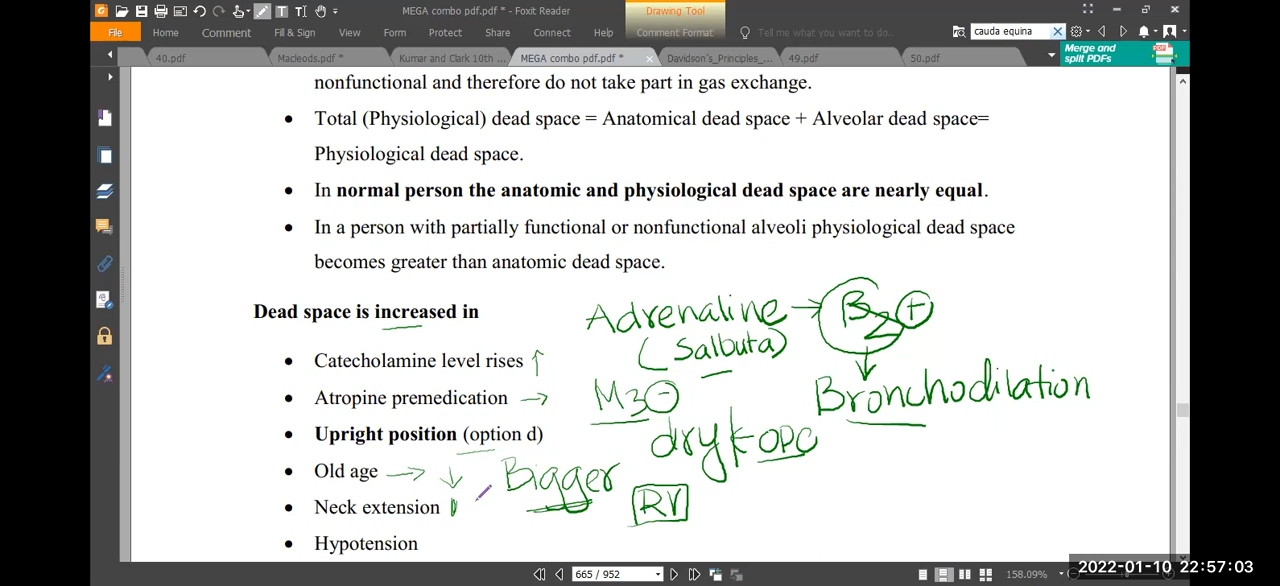 MEGA combo pdf.pdf * - Foxit Reader
Drawing Tool
File Home Comment Fill & Sign View Form Protect Share Connect Help Comment Format Tell me what you want to do.. cauda equina
40.pdf Macleods.pdf * Kumar and Clark 10th ... MEGA combo pdf.pdf * Davidson's_Principles_... 49.pdf 50.pdf
Merge and
split PDFs
nonfunctional and therefore do not take part in gas exchange.
• Total (Physiological) dead space = Anatomical dead space + Alveolar dead space=
Physiological dead space.
• In normal person the anatomic and physiological dead space are nearly equal.
• In a person with partially functional or nonfunctional alveoli physiological dead space
becomes greater than anatomic dead space.
Dead space is increased in
Adrenaline → B2 +
(Salbuta)
• Catecholamine level rises ↑
Bronchodilation
• Atropine premedication → M3 -
• Upright position (option d)
dry OPC
• Old age → ↓ Bigger
RV
• Neck extension
• Hypotension
665 / 952
158.09%
2022-01-10 22:57:03